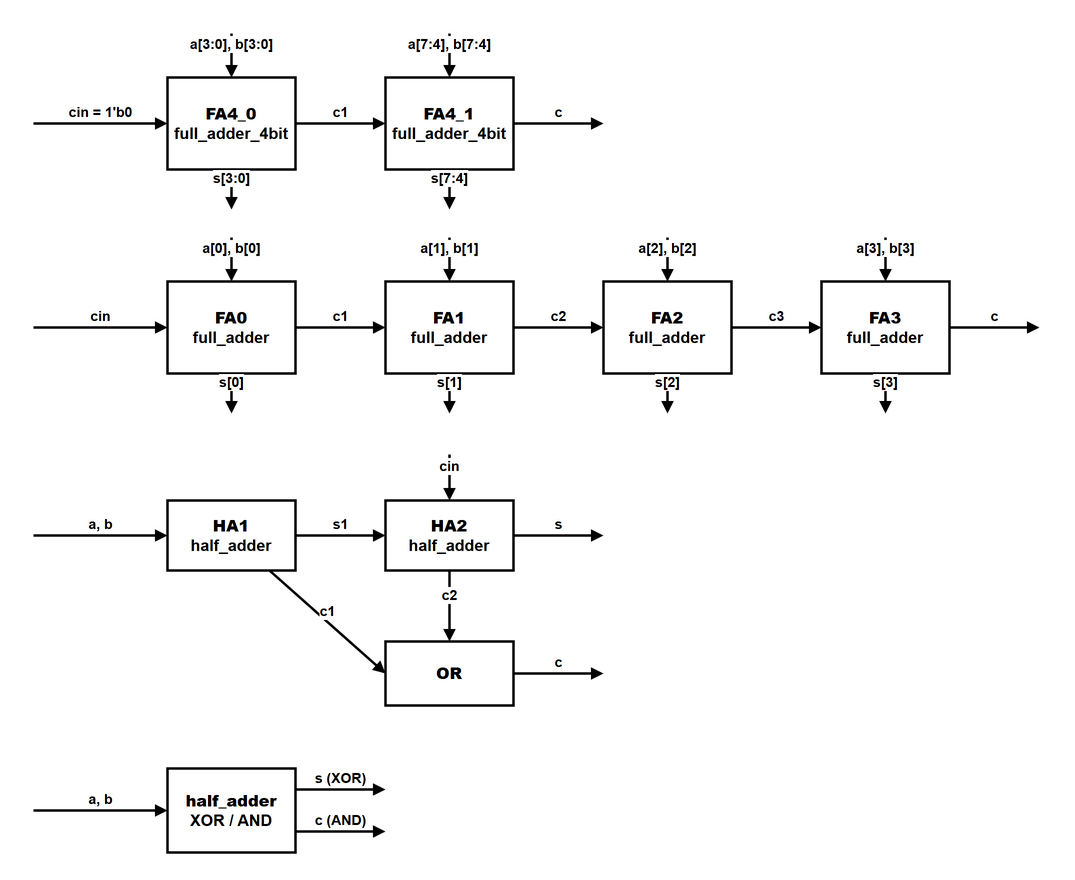 a[3:0], b[3:0]
a[7:4], b[7:4]
cin = 1'b0
FA4_0
full_adder_4bit
c1
FA4_1
full_adder_4bit
c
s[3:0]
s[7:4]
a[0], b[0]
a[1], b[1]
a[2], b[2]
a[3], b[3]
cin
FA0
full_adder
c1
FA1
full_adder
c2
FA2
full_adder
c3
FA3
full_adder
c
s[0]
s[1]
s[2]
s[3]
cin
a, b
HA1
half_adder
s1
HA2
half_adder
s
c1
c2
OR
c
a, b
half_adder
XOR / AND
s (XOR)
c (AND)